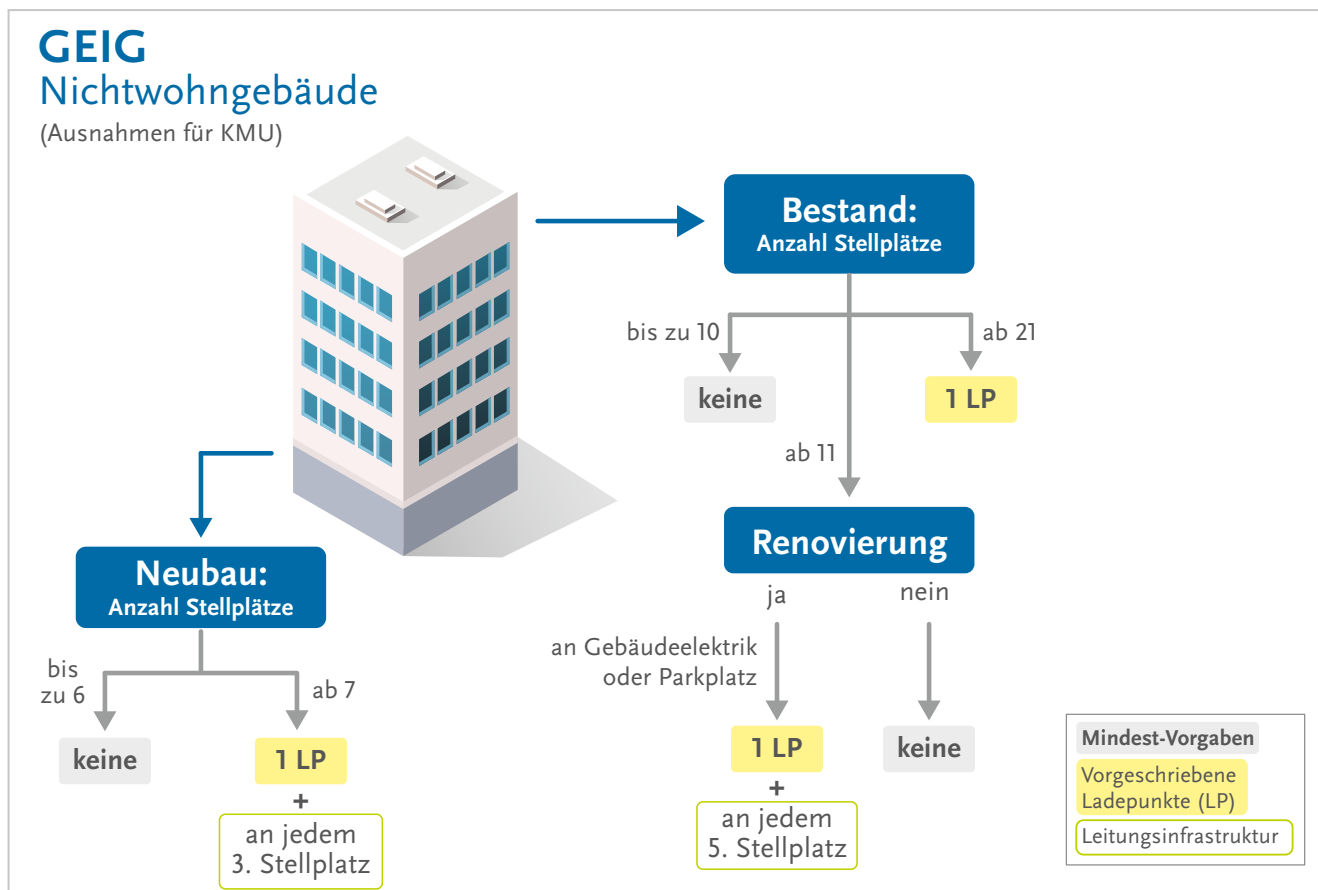 GEIG
Nichtwohngebäude
(Ausnahmen für KMU)
Bestand:
Anzahl Stellplätze
bis zu 10
ab 21
keine
1 LP
ab 11
Renovierung
ja
nein
an Gebäudeelektrik
oder Parkplatz
1 LP
keine
+
an jedem
5. Stellplatz
Neubau:
Anzahl Stellplätze
bis
zu 6
ab 7
keine
1 LP
+
an jedem
3. Stellplatz
Mindest-Vorgaben
Vorgeschriebene
Ladepunkte (LP)
Leitungsinfrastruktur